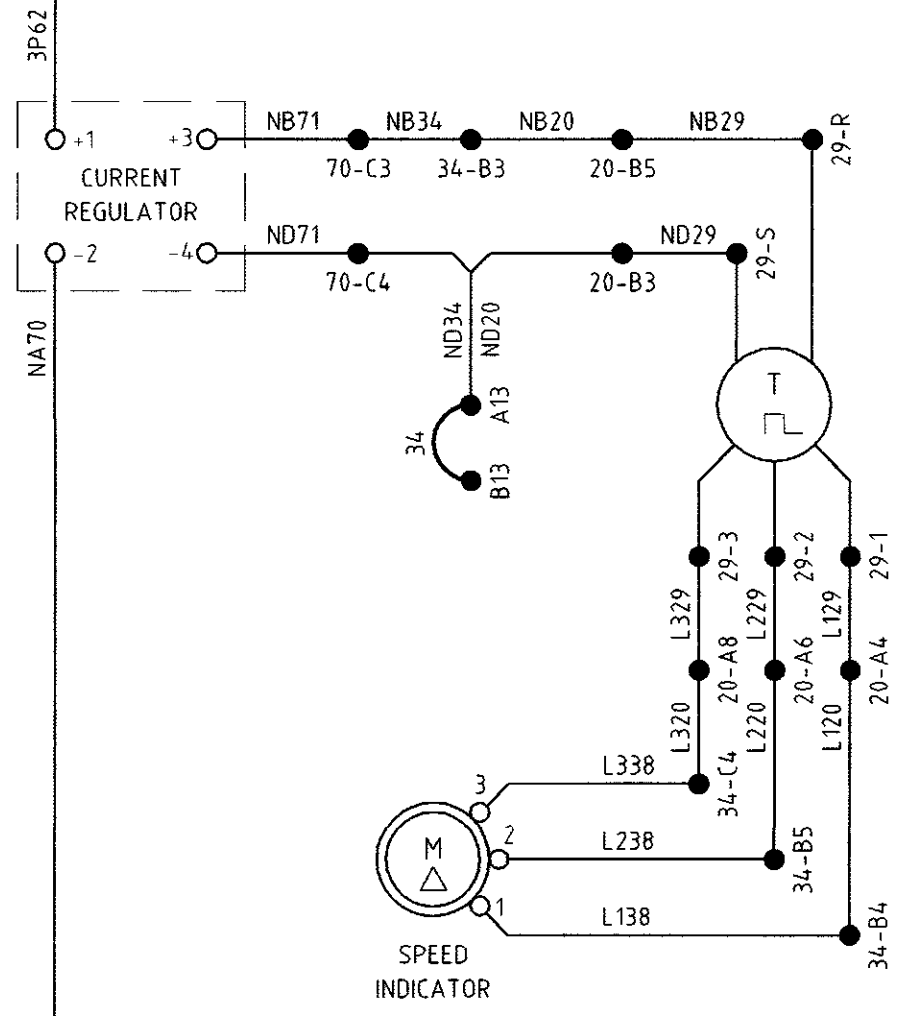 3P62
+1
+3
NB71
NB34
NB20
NB29
29-R
70-C3
34-B3
20-B5
CURRENT
REGULATOR
-2
-4
ND71
ND29
29-S
70-C4
20-B3
NA70
ND34
ND20
T
A13
34
B13
29-3
29-2
29-1
L329
L229
L129
20-A8
20-A6
20-A4
L320
L220
L120
34-C4
L338
3
M
2
L238
34-B5
1
L138
34-B4
SPEED
INDICATOR